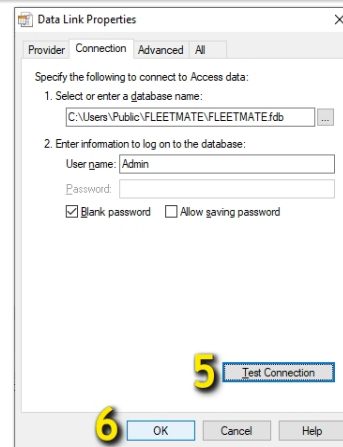 Data Link Properties
Provider Connection Advanced All
Specify the following to connect to Access data:
1. Select or enter a database name:
C:\Users\Public\FLEETMATE\FLEETMATE.fdb ...
2. Enter information to log on to the database:
User name: Admin
Password:
Blank password Allow saving password
5 Test Connection
6 OK Cancel Help